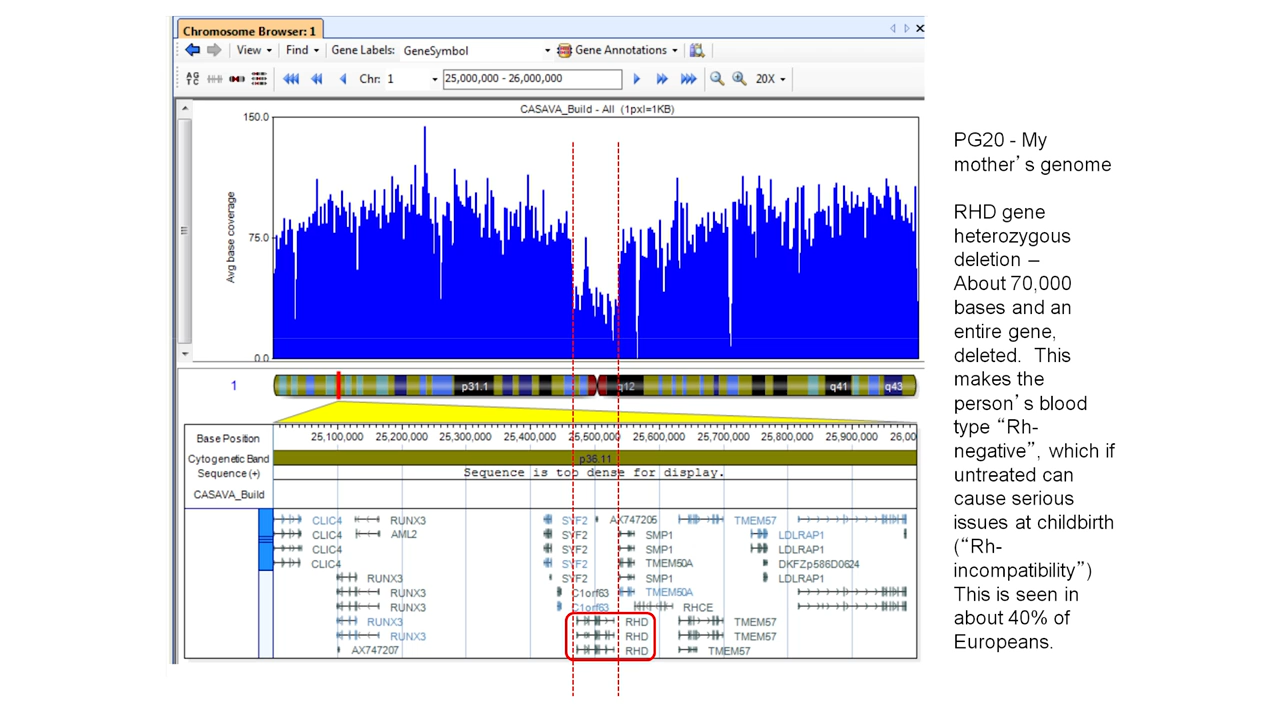 Chromosome Browser: 1
View Find Gene Labels: GeneSymbol Gene Annotations
AG
TC
Chr: 1 25,000,000 - 26,000,000 20X
CASAVA_Build - All (1pxl=1KB)
150.0
75.0
0.0
Avg base coverage
1 p31.1 q12 q41 q43
Base Position 25,100,000 25,200,000 25,300,000 25,400,000 25,500,000 25,600,000 25,700,000 25,800,000 25,900,000 26,00
Cytogenetic Band p36.11
Sequence (+) Sequence is too dense for display.
CASAVA_Build
CLIC4 RUNX3 SYF2 AX747205 TMEM57
CLIC4 AML2 SYF2 SMP1 LDLRAP1
CLIC4 SYF2 SMP1 LDLRAP1
CLIC4 SYF2 TMEM50A DKFZp586D0624
RUNX3 SYF2 SMP1 LDLRAP1
RUNX3 C1orf63 TMEM50A
RUNX3 C1orf63 RHCE
RUNX3 RHD TMEM57
RUNX3 RHD TMEM57
AX747207 RHD TMEM57
PG20 - My
mother’s genome
RHD gene
heterozygous
deletion –
About 70,000
bases and an
entire gene,
deleted. This
makes the
person’s blood
type “Rh-
negative”, which if
untreated can
cause serious
issues at childbirth
(“Rh-
incompatibility”)
This is seen in
about 40% of
Europeans.